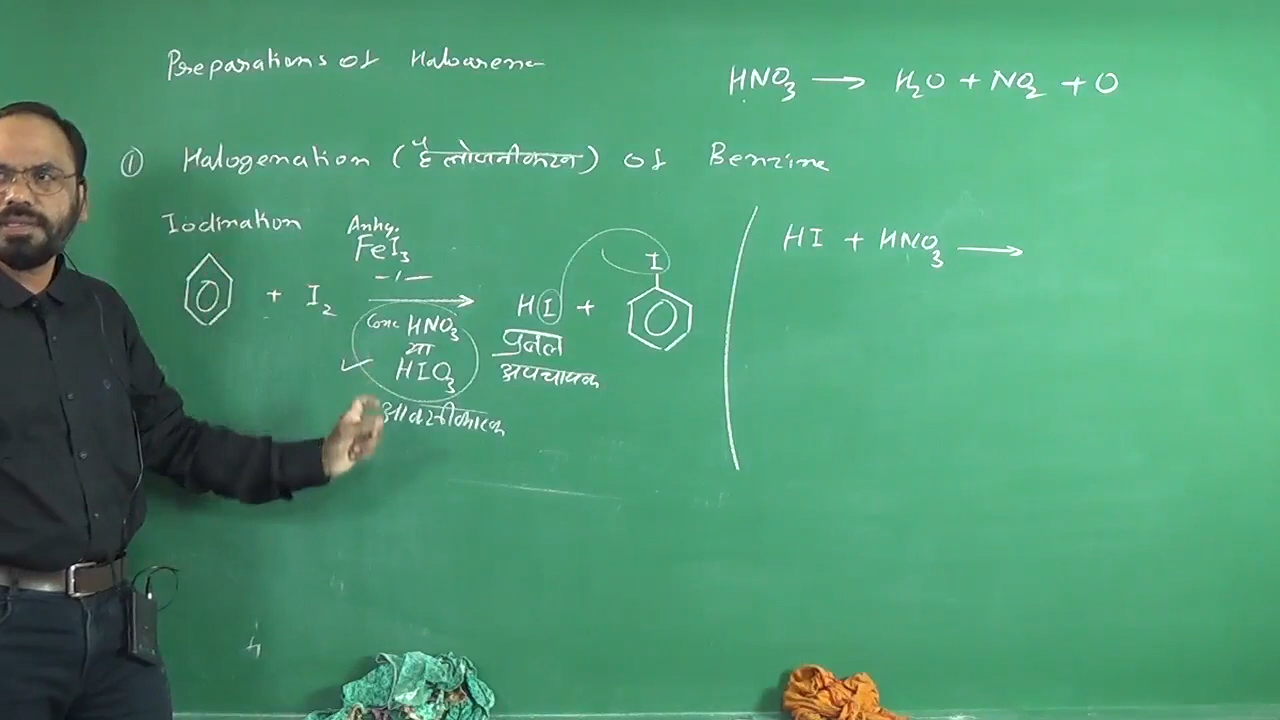 Preparations of Haloarene
HNO3 ⟶ H2O + NO2 + O
① Halogenation (हैलोजनीकरण) of Benzine
Iodination
Anhy.
FeI3
+ I2 ⟶ HI + I
Conc HNO3
या
✓ HIO3
आक्सीकारक
प्रबल
अपचायक
HI + HNO3 ⟶